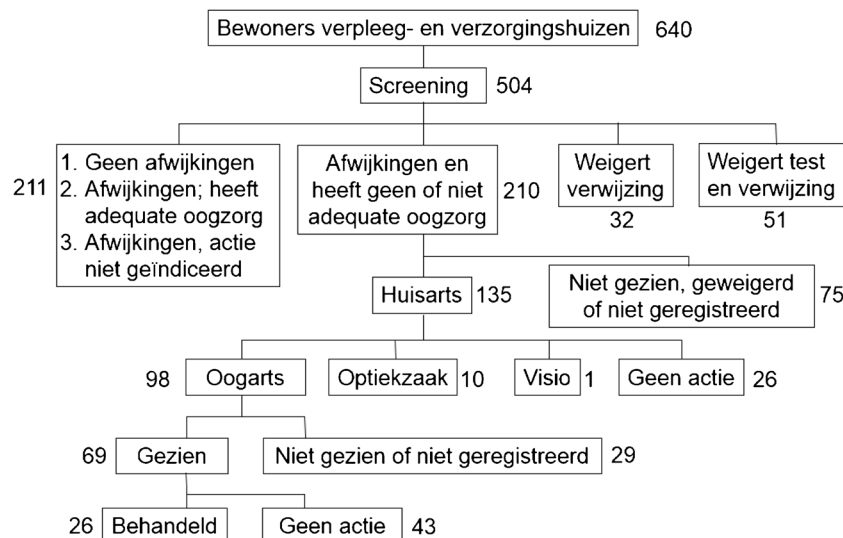 Bewoners verpleeg- en verzorgingshuizen 640
Screening 504
211
1. Geen afwijkingen
2. Afwijkingen; heeft
adequate oogzorg
3. Afwijkingen, actie
niet geïndiceerd
Afwijkingen en
heeft geen of niet
adequate oogzorg
210
Weigert
verwijzing
32
Weigert test
en verwijzing
51
Huisarts 135
Niet gezien, geweigerd
of niet geregistreerd
75
98 Oogarts
Optiekzaak 10
Visio 1
Geen actie 26
69 Gezien
Niet gezien of niet geregistreerd 29
26 Behandeld
Geen actie 43